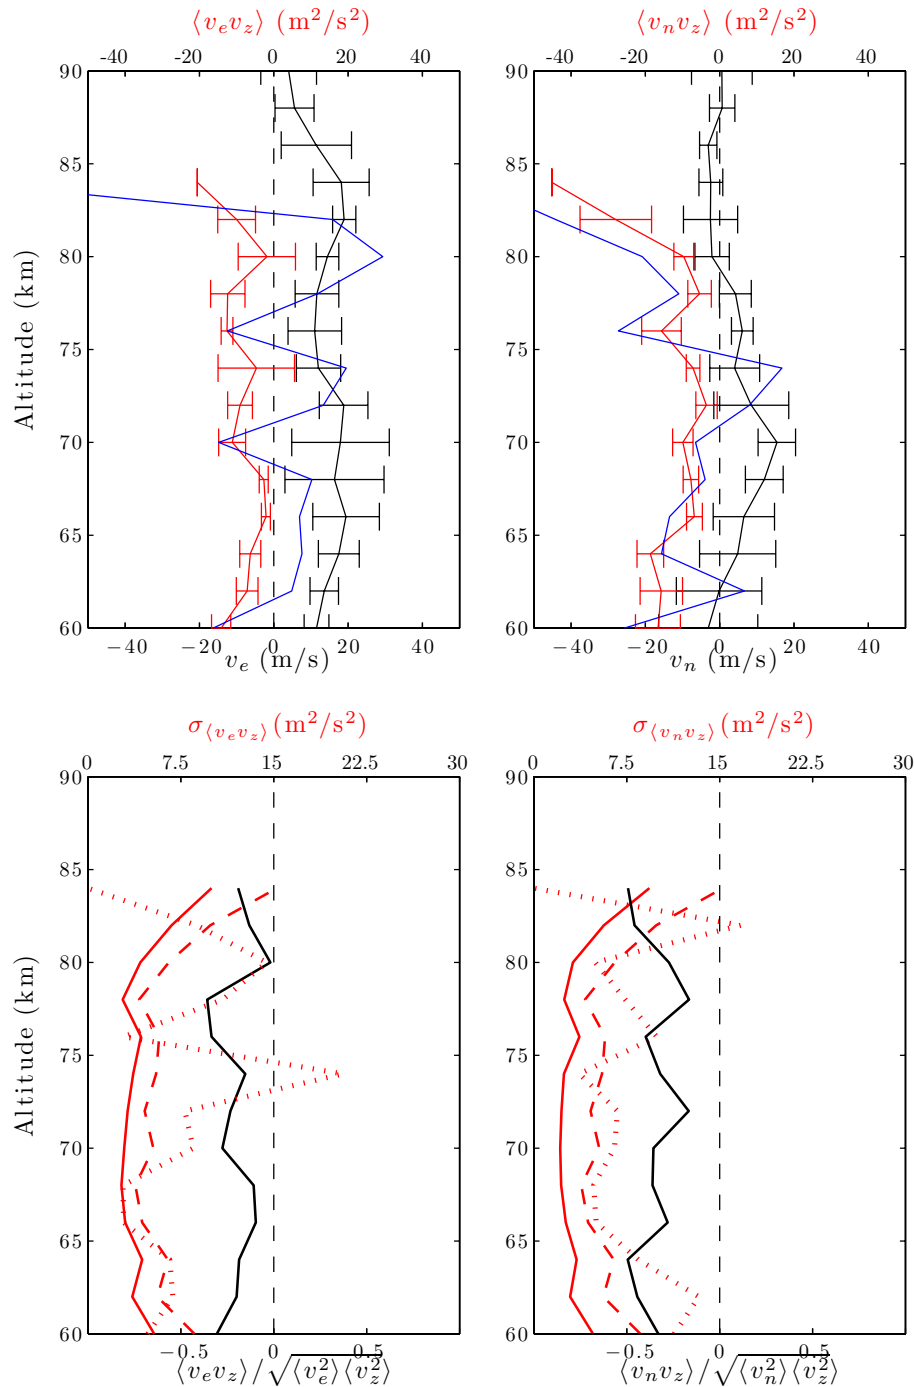 ⟨v_e v_z⟩ (m²/s²)
-40 -20 0 20 40
90
85
80
75
70
65
60
Altitude (km)
−40 −20 0 20 40
v_e (m/s)
⟨v_n v_z⟩ (m²/s²)
-40 -20 0 20 40
90
85
80
75
70
65
60
−40 −20 0 20 40
v_n (m/s)
σ_⟨v_e v_z⟩ (m²/s²)
0 7.5 15 22.5 30
90
85
80
75
70
65
60
Altitude (km)
−0.5 0 0.5
⟨v_e v_z⟩/√⟨v_e²⟩⟨v_z²⟩
σ_⟨v_n v_z⟩ (m²/s²)
0 7.5 15 22.5 30
90
85
80
75
70
65
60
−0.5 0 0.5
⟨v_n v_z⟩/√⟨v_n²⟩⟨v_z²⟩